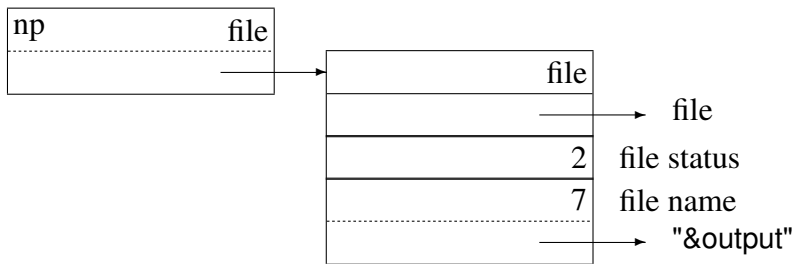 np file
file
file
2 file status
7 file name
"&output"